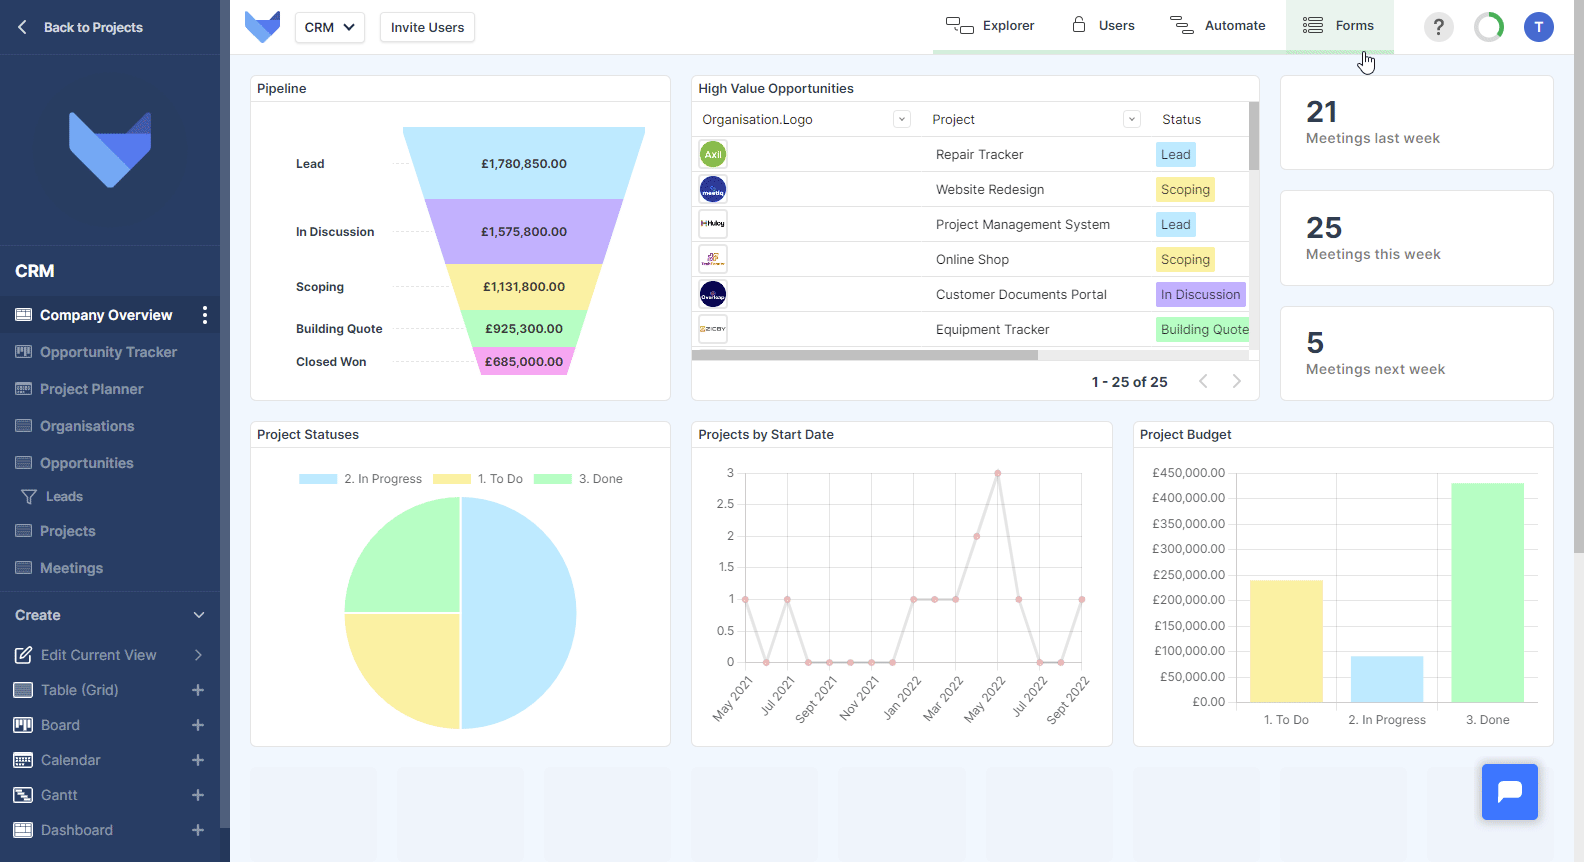 Back to Projects
CRM
Company Overview
Opportunity Tracker
Project Planner
Organisations
Opportunities
Leads
Projects
Meetings
Create
Edit Current View
Table (Grid)
Board
Calendar
Gantt
Dashboard
CRM
Invite Users
Explorer
Users
Automate
Forms
?
T
Pipeline
Lead £1,780,850.00
In Discussion £1,575,800.00
Scoping £1,131,800.00
Building Quote £925,300.00
Closed Won £685,000.00
High Value Opportunities
Organisation.Logo Project Status
Axil Repair Tracker Lead
meetiq Website Redesign Scoping
Huloy Project Management System Lead
Online Shop Scoping
Overlaap Customer Documents Portal In Discussion
ZICBY Equipment Tracker Building Quote
1 - 25 of 25
21
Meetings last week
25
Meetings this week
5
Meetings next week
Project Statuses
2. In Progress 1. To Do 3. Done
Projects by Start Date
3
2.5
2
1.5
1
0.5
0
May 2021 Jul 2021 Sept 2021 Nov 2021 Jan 2022 Mar 2022 May 2022 Jul 2022 Sept 2022
Project Budget
£450,000.00
£400,000.00
£350,000.00
£300,000.00
£250,000.00
£200,000.00
£150,000.00
£100,000.00
£50,000.00
£0.00
1. To Do 2. In Progress 3. Done